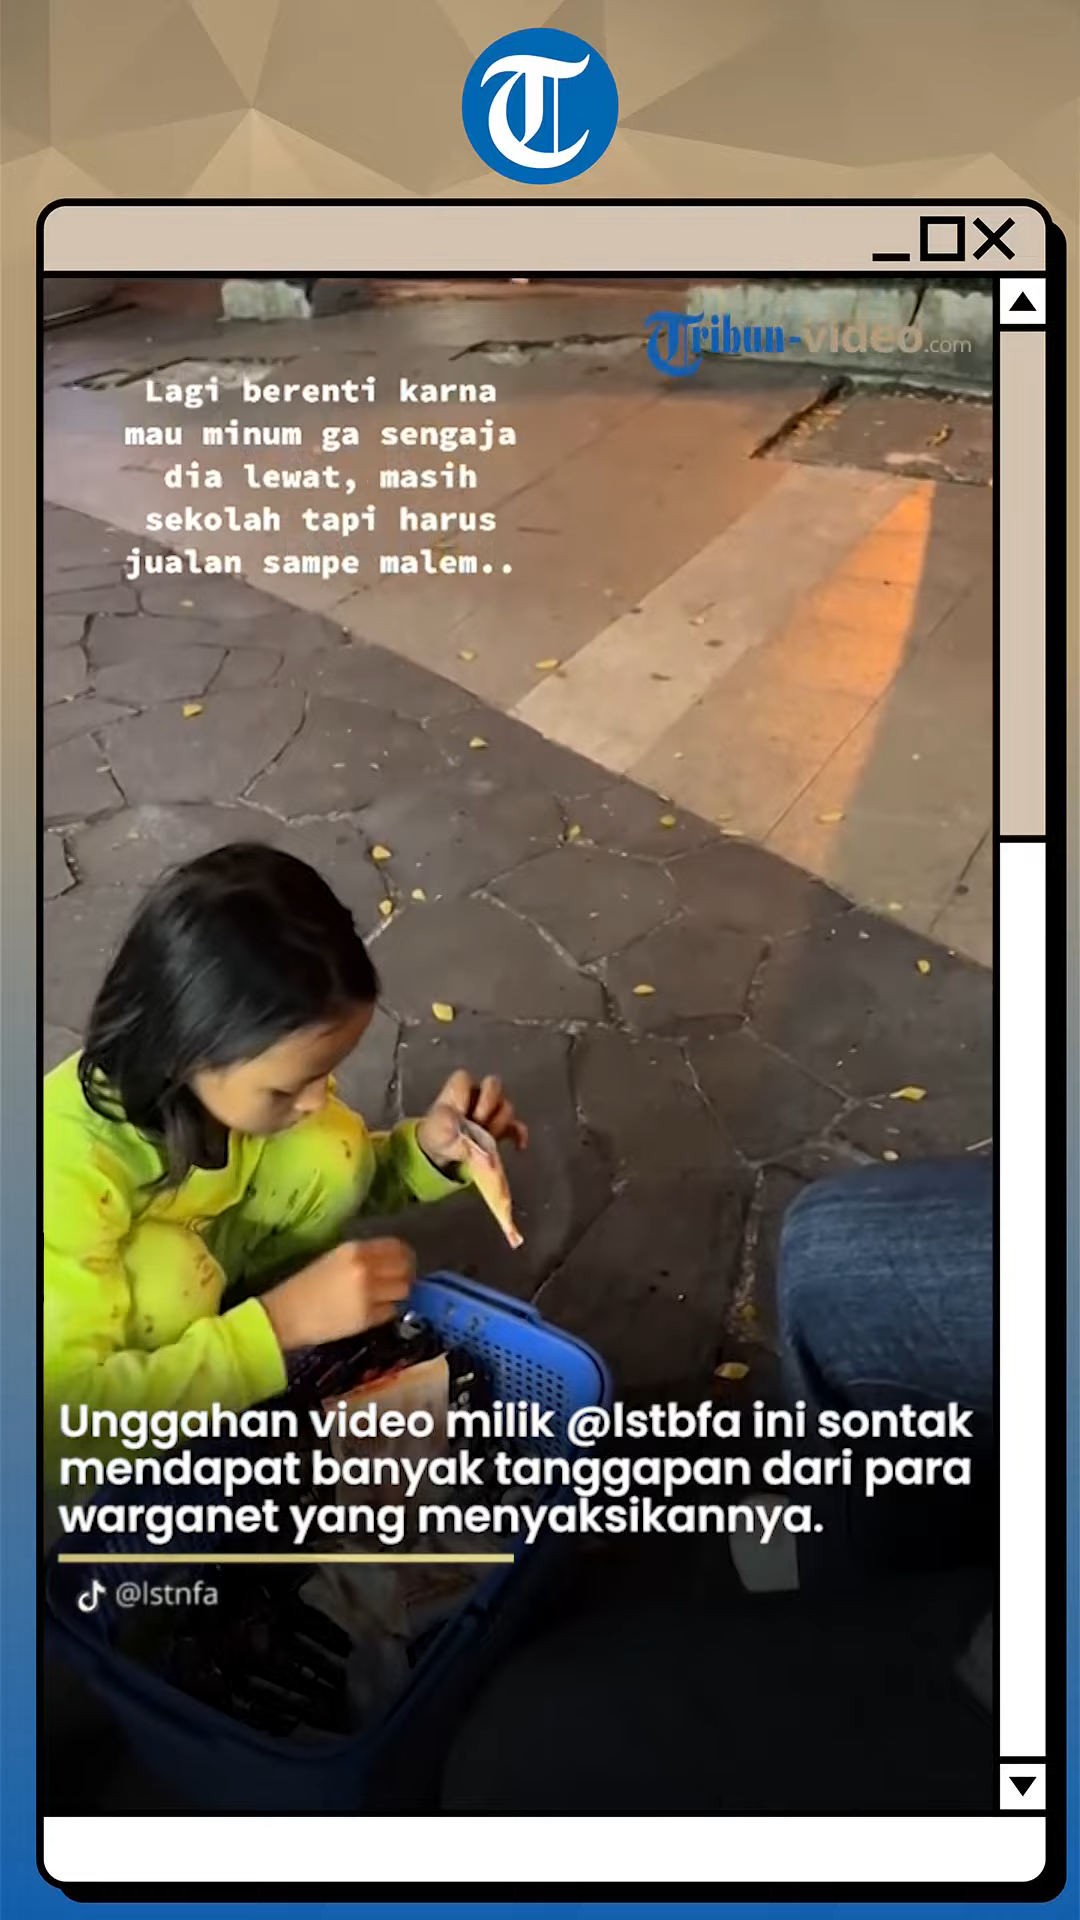 T
Tribun-video.com
Lagi berenti karna
mau minum ga sengaja
dia lewat, masih
sekolah tapi harus
jualan sampe malem..
Unggahan video milik @lstbfa ini sontak
mendapat banyak tanggapan dari para
warganet yang menyaksikannya.
@lstnfa